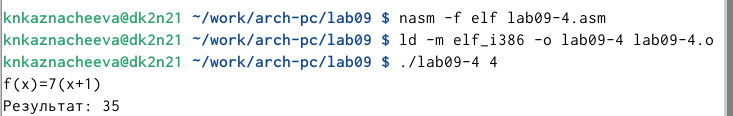 knkaznacheeva@dk2n21 ~/work/arch-pc/lab09 $ nasm -f elf lab09-4.asm
knkaznacheeva@dk2n21 ~/work/arch-pc/lab09 $ ld -m elf_i386 -o lab09-4 lab09-4.o
knkaznacheeva@dk2n21 ~/work/arch-pc/lab09 $ ./lab09-4 4
f(x)=7(x+1)
Результат: 35